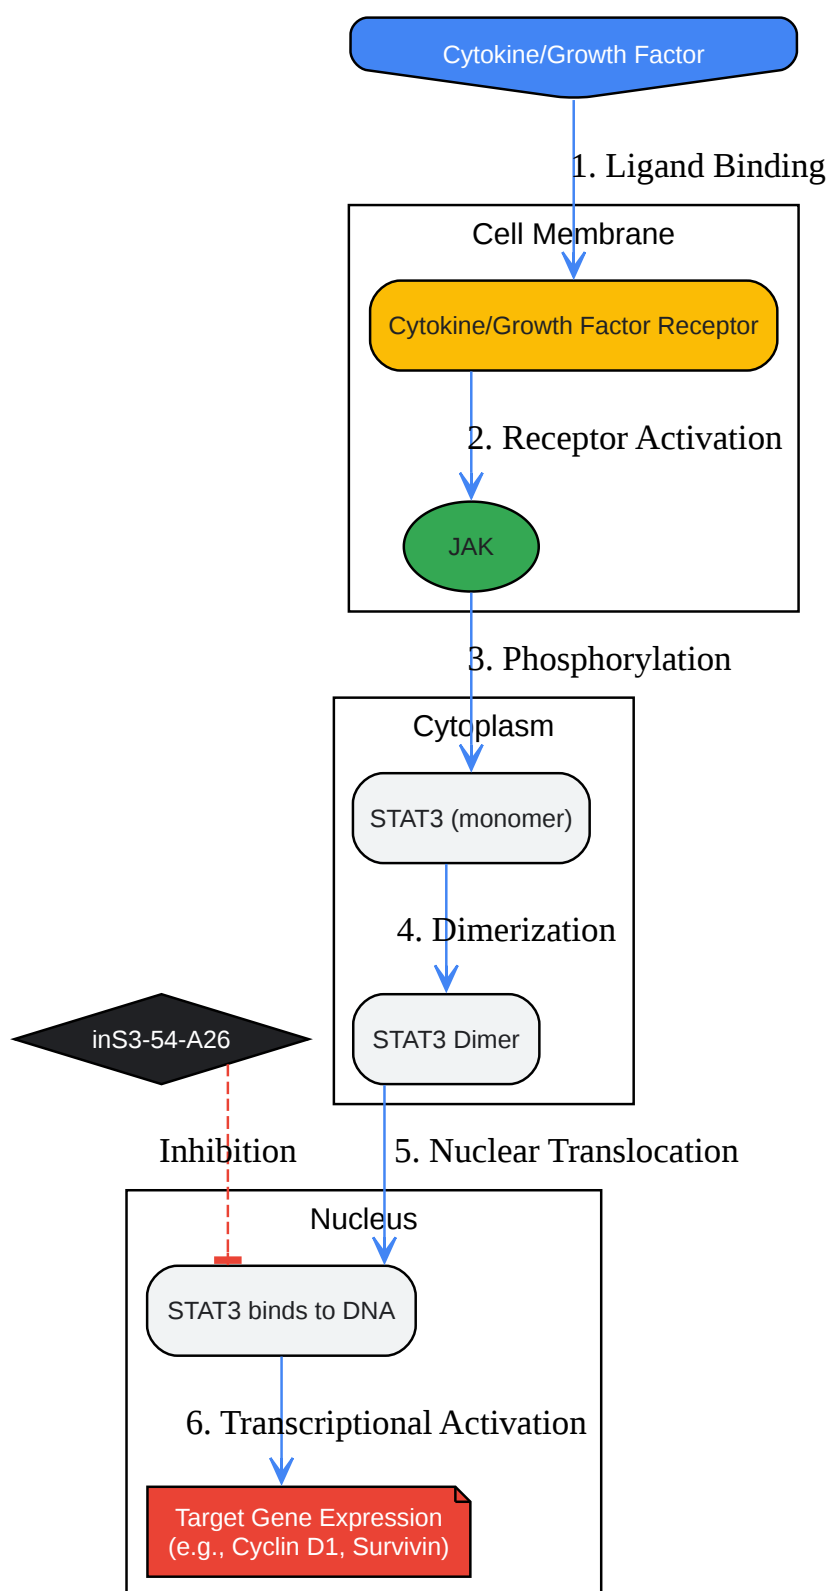 Cytokine/Growth Factor
1. Ligand Binding
Cell Membrane
Cytokine/Growth Factor Receptor
2. Receptor Activation
JAK
3. Phosphorylation
Cytoplasm
STAT3 (monomer)
4. Dimerization
inS3-54-A26
STAT3 Dimer
Inhibition
5. Nuclear Translocation
Nucleus
STAT3 binds to DNA
6. Transcriptional Activation
Target Gene Expression
(e.g., Cyclin D1, Survivin)